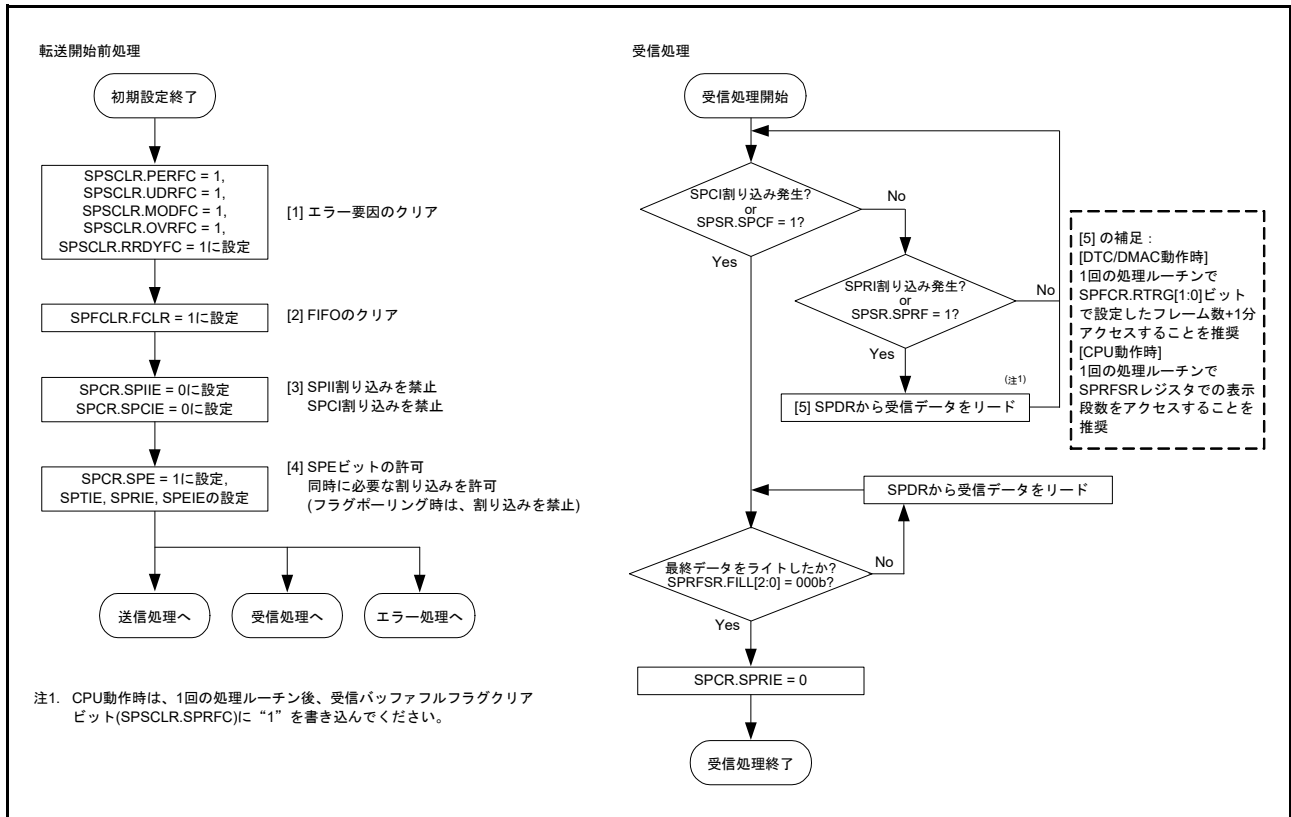 転送開始前処理
初期設定終了
SPSCLR.PERFC = 1,
SPSCLR.UDRFC = 1,
SPSCLR.MODFC = 1,
SPSCLR.OVRFC = 1,
SPSCLR.RRDYFC = 1に設定
[1] エラー要因のクリア
SPFCLR.FCLR = 1に設定
[2] FIFOのクリア
SPCR.SPIIE = 0に設定
SPCR.SPCIE = 0に設定
[3] SPII割り込みを禁止
SPCI割り込みを禁止
SPCR.SPE = 1に設定,
SPTIE, SPRIE, SPEIEの設定
[4] SPEビットの許可
同時に必要な割り込みを許可
(フラグポーリング時は、割り込みを禁止)
送信処理へ
受信処理へ
エラー処理へ
注1. CPU動作時は、1回の処理ルーチン後、受信バッファフルフラグクリア
ビット(SPSCLR.SPRFC)に“1”を書き込んでください。
受信処理
受信処理開始
SPCI割り込み発生?
or
SPSR.SPCF = 1?
No
Yes
SPRI割り込み発生?
or
SPSR.SPRF = 1?
No
Yes
(注1)
[5] SPDRから受信データをリード
[5] の補足：
[DTC/DMAC動作時]
1回の処理ルーチンで
SPFCR.RTRG[1:0]ビット
で設定したフレーム数+1分
アクセスすることを推奨
[CPU動作時]
1回の処理ルーチンで
SPRFSRレジスタでの表示
段数をアクセスすることを
推奨
SPDRから受信データをリード
最終データをライトしたか?
SPRFSR.FILL[2:0] = 000b?
No
Yes
SPCR.SPRIE = 0
受信処理終了